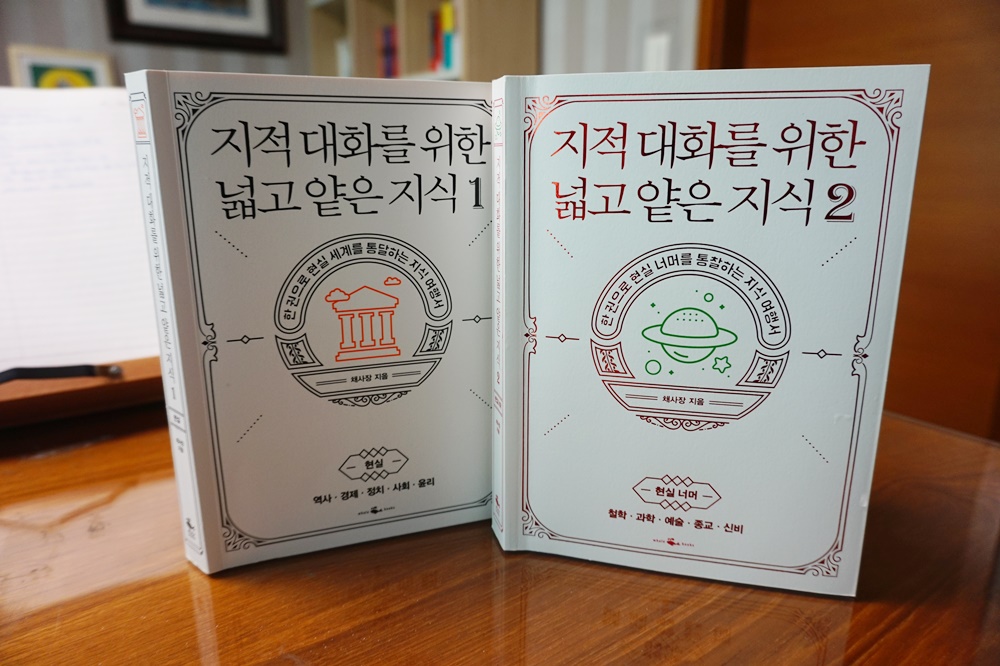 지적 대화를 위한
넓고 얕은 지식 1
한 권으로 현실 세계를 통달하는 지식 여행서
채사장 지음
현실
역사 · 경제 · 정치 · 사회 · 윤리
whale books
지적 대화를 위한
넓고 얕은 지식 2
한 권으로 현실 너머를 통찰하는 지식 여행서
채사장 지음
현실 너머
철학 · 과학 · 예술 · 종교 · 신비
whale books